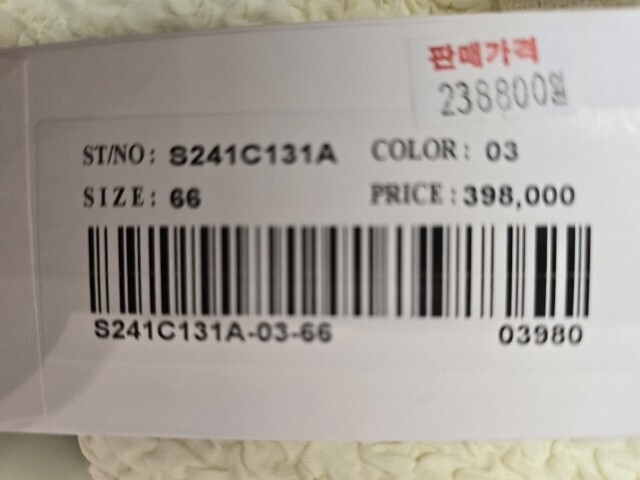 판매가격
238800원
ST/NO: S241C131A COLOR: 03
SIZE: 66 PRICE: 398,000
S241C131A-03-66 03980